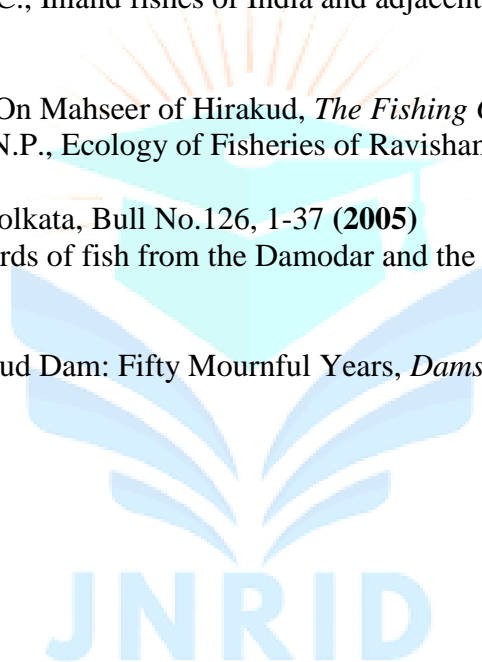 C., Inland fishes of India and adjacent
On Mahseer of Hirakud, The Fishing
N.P., Ecology of Fisheries of Ravishan
olkata, Bull No.126, 1-37 (2005)
rds of fish from the Damodar and the
ud Dam: Fifty Mournful Years, Dams
JNRID